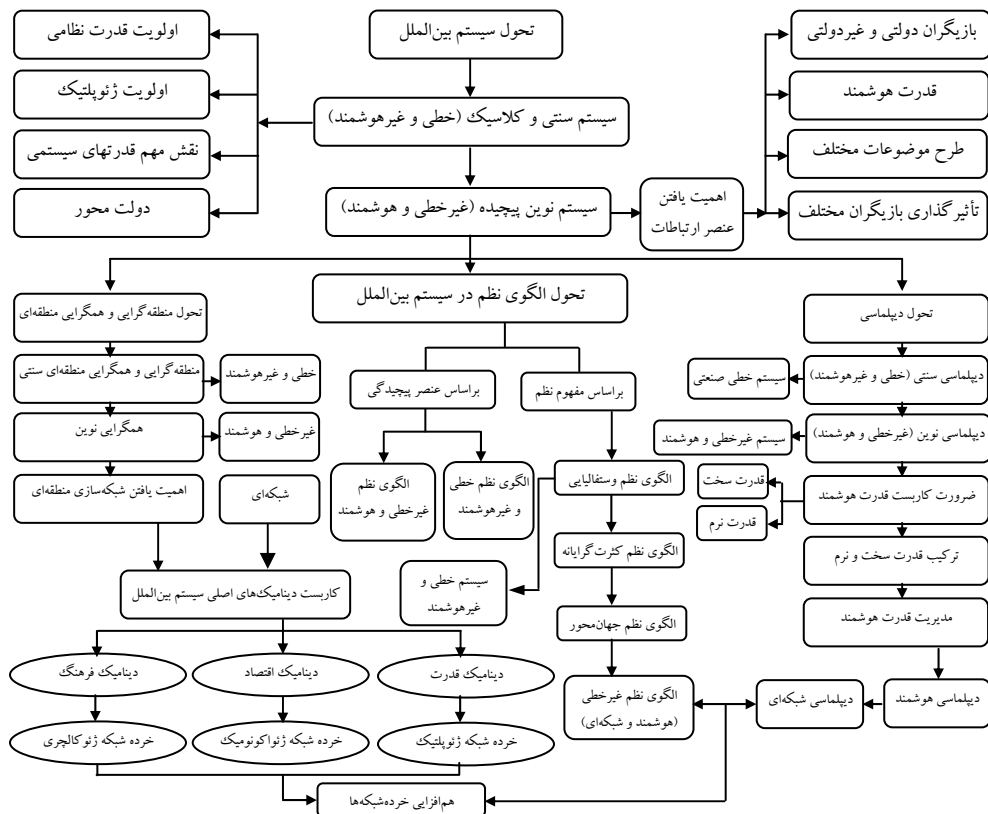 تحول سیستم بین‌الملل
اولویت قدرت نظامی
بازیگران دولتی و غیردولتی
اولویت ژئوپلتیک
قدرت هوشمند
سیستم سنتی و کلاسیک (خطی و غیرهوشمند)
نقش مهم قدرتهای سیستمی
طرح موضوعات مختلف
دولت محور
سیستم نوین پیچیده (غیرخطی و هوشمند)
اهمیت یافتن
عنصر ارتباطات
تأثیرگذاری بازیگران مختلف
تحول الگوی نظم در سیستم بین‌الملل
تحول دیپلماسی
تحول منطقه‌گرایی و همگرایی منطقه‌ای
دیپلماسی سنتی (خطی و غیرهوشمند)
سیستم خطی صنعتی
براساس مفهوم نظم
براساس عنصر پیچیدگی
خطی و غیرهوشمند
منطقه‌گرایی و همگرایی منطقه‌ای سنتی
دیپلماسی نوین (غیرخطی و هوشمند)
سیستم غیرخطی و هوشمند
غیرخطی و هوشمند
همگرایی نوین
ضرورت کاربست قدرت هوشمند
قدرت سخت
قدرت نرم
الگوی نظم وستفالیایی
الگوی نظم خطی
و غیرهوشمند
الگوی نظم
غیرخطی و هوشمند
شبکه‌ای
اهمیت یافتن شبکه‌سازی منطقه‌ای
ترکیب قدرت سخت و نرم
الگوی نظم کثرت‌گرایانه
سیستم خطی و
غیرهوشمند
کاربست دینامیک‌های اصلی سیستم بین‌الملل
مدیریت قدرت هوشمند
الگوی نظم جهان‌محور
دینامیک قدرت
دینامیک اقتصاد
دینامیک فرهنگ
دیپلماسی هوشمند
دیپلماسی شبکه‌ای
الگوی نظم غیرخطی
(هوشمند و شبکه‌ای)
خرده شبکه ژئوپلتیک
خرده شبکه ژئواکونومیک
خرده شبکه ژئوکالچری
هم‌افزایی خرده‌شبکه‌ها